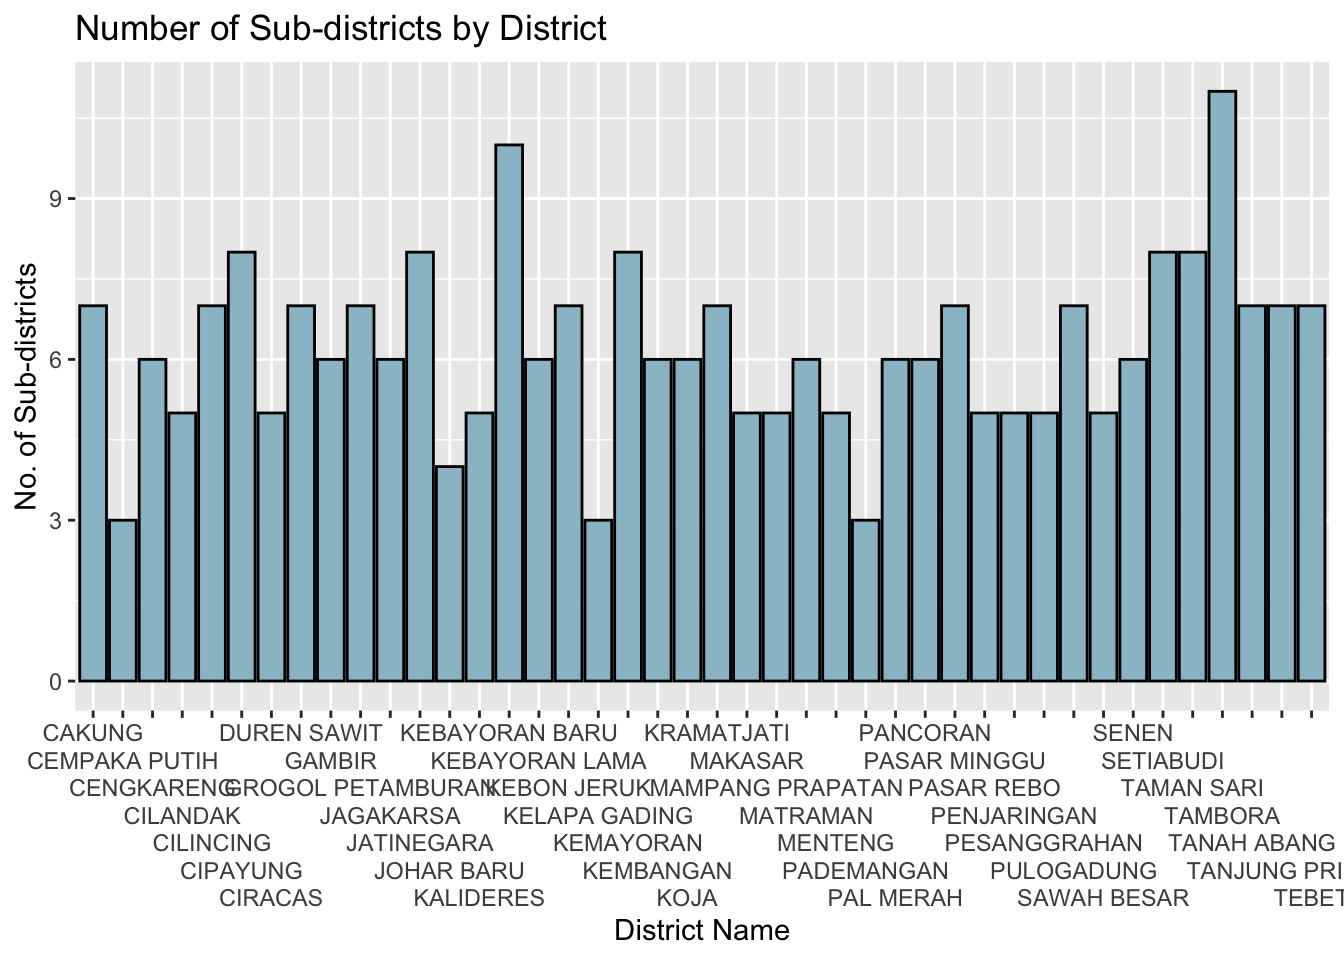 Number of Sub-districts by District
No. of Sub-districts
9
6
3
0
CAKUNG DUREN SAWIT KEBAYORAN BARU KRAMATJATI PANCORAN SENEN
CEMPAKA PUTIH GAMBIR KEBAYORAN LAMA MAKASAR PASAR MINGGU SETIABUDI
CENGKARENG GROGOL PETAMBURAN KEBON JERUK MAMPANG PRAPATAN PASAR REBO TAMAN SARI
CILANDAK JAGAKARSA KELAPA GADING MATRAMAN PENJARINGAN TAMBORA
CILINCING JATINEGARA KEMAYORAN MENTENG PESANGGRAHAN TANAH ABANG
CIPAYUNG JOHAR BARU KEMBANGAN PADEMANGAN PULOGADUNG TANJUNG PRI
CIRACAS KALIDERES KOJA PAL MERAH SAWAH BESAR TEBET
District Name